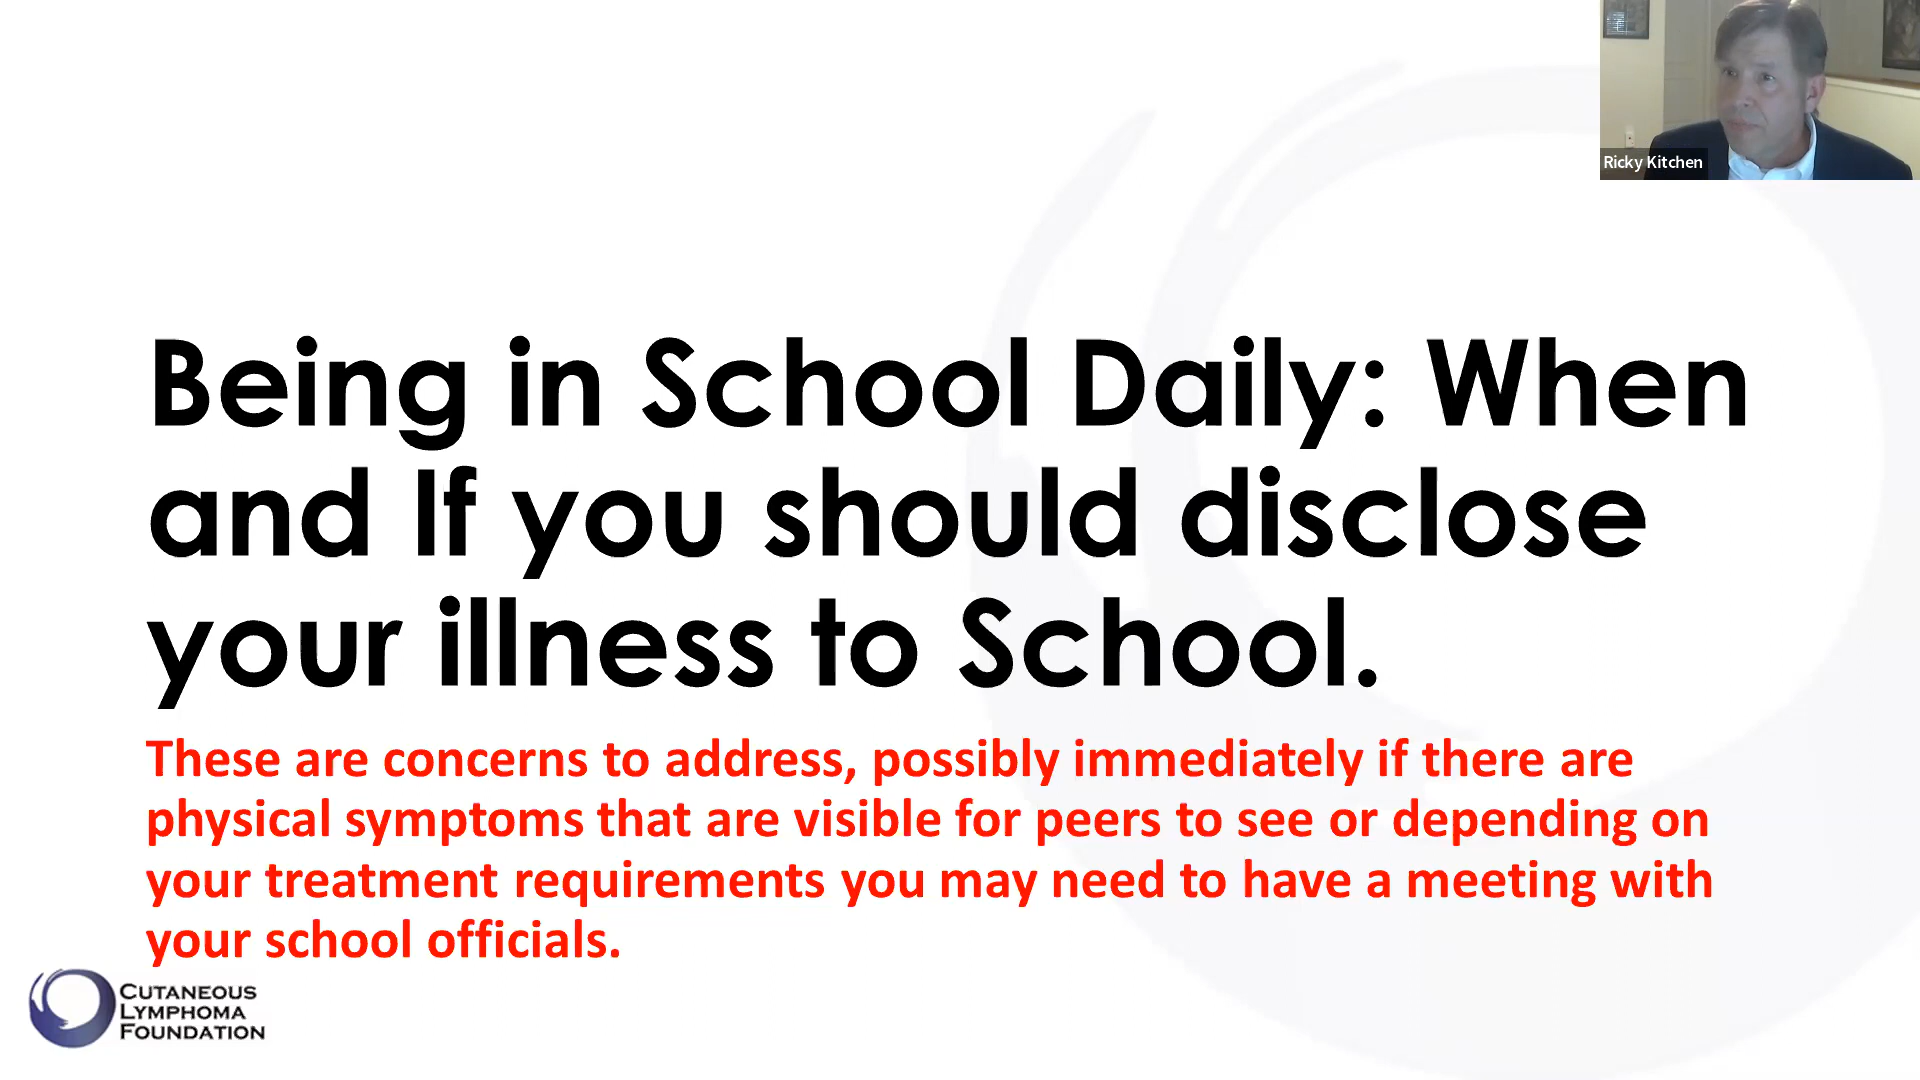 Ricky Kitchen
Being in School Daily: When
and If you should disclose
your illness to School.
These are concerns to address, possibly immediately if there are
physical symptoms that are visible for peers to see or depending on
your treatment requirements you may need to have a meeting with
your school officials.
CUTANEOUS
LYMPHOMA
FOUNDATION